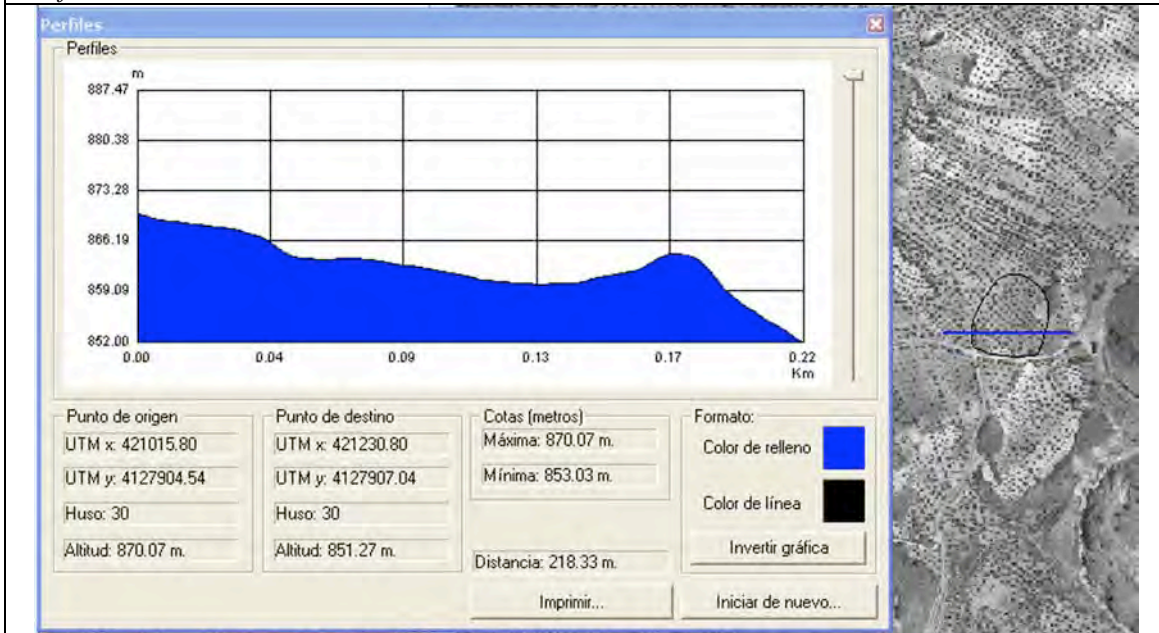 Perfiles
Perfiles
m
887.47
880.38
873.28
866.19
859.09
852.00
0.00 0.04 0.09 0.13 0.17 0.22
Km
Punto de origen
UTM x: 421015.80
UTM y: 4127904.54
Huso: 30
Altitud: 870.07 m.
Punto de destino
UTM x: 421230.80
UTM y: 4127907.04
Huso: 30
Altitud: 851.27 m.
Cotas (metros)
Máxima: 870.07 m.
Mínima: 853.03 m.
Distancia: 218.33 m.
Formato:
Color de relleno
Color de línea
Invertir gráfica
Imprimir...
Iniciar de nuevo...